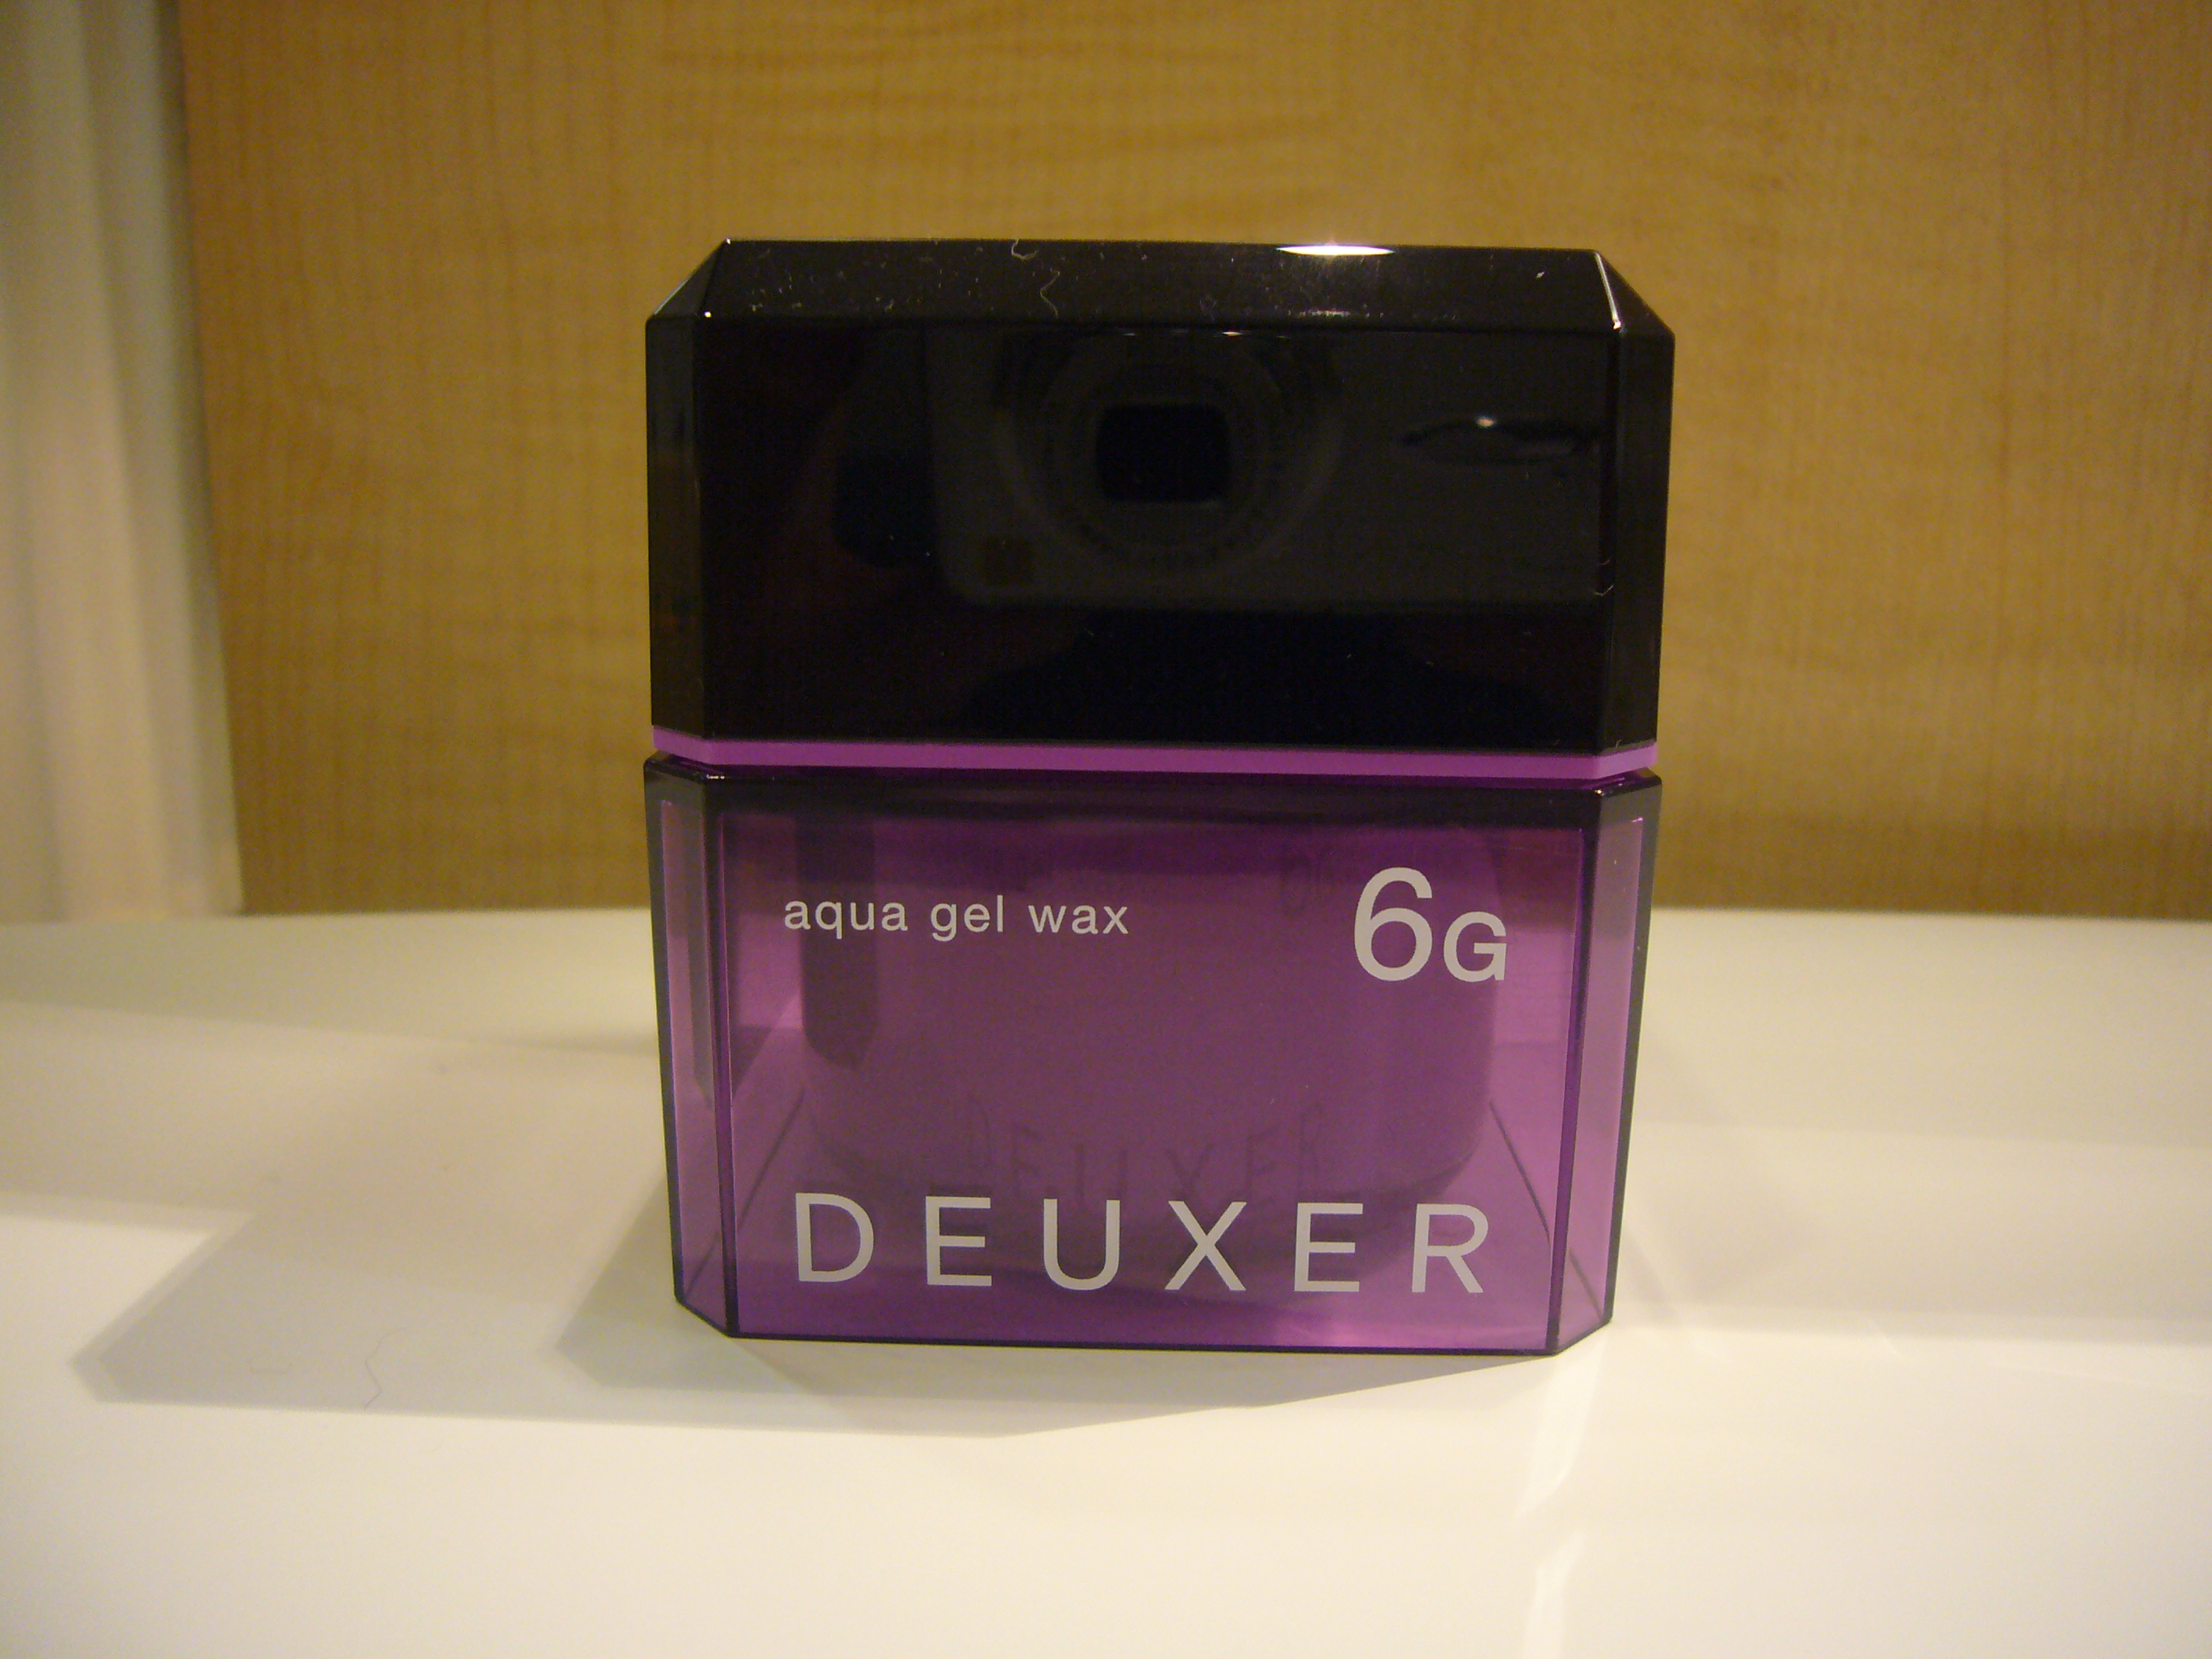 aqua gel wax
6G
DEUXER